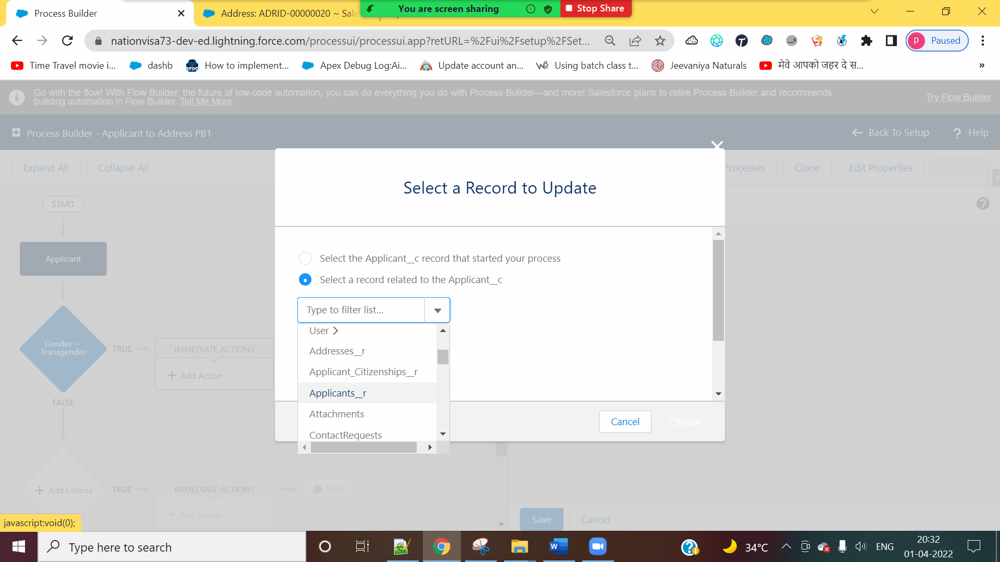 Process Builder
Address: ADRID-00000020 ~ Sale
You are screen sharing
Stop Share
nationvisa73-dev-ed.lightning.force.com/processui/processui.app?retURL=%2Fui%2Fsetup%2FSet...
P
Paused
Time Travel movie i...
dashb
How to implement...
Apex Debug Log:Ai...
Update account an...
Using batch class t...
Jeevaniya Naturals
मेवे आपको जहर दे स...
»
Go with the flow! With Flow Builder, the future of low-code automation, you can do everything you do with Process Builder—and more! Salesforce plans to retire Process Builder and recommends
building automation in Flow Builder. Tell Me More
Try Flow Builder
Process Builder - Applicant to Address PB1
Back To Setup
? Help
Expand All
Collapse All
Processes
Clone
Edit Properties
START
Applicant
Gender =
Transgender
TRUE
IMMEDIATE ACTIONS
+ Add Action
FALSE
+ Add Criteria
TRUE
IMMEDIATE ACTIONS
STOP
+ Add Action
Select a Record to Update
Select the Applicant__c record that started your process
Select a record related to the Applicant__c
Type to filter list...
User >
Addresses__r
Applicant_Citizenships__r
Applicants__r
Attachments
ContactRequests
Cancel
Choose
Save
Cancel
javascript:void(0);
Type here to search
34°C
ENG
20:32
01-04-2022